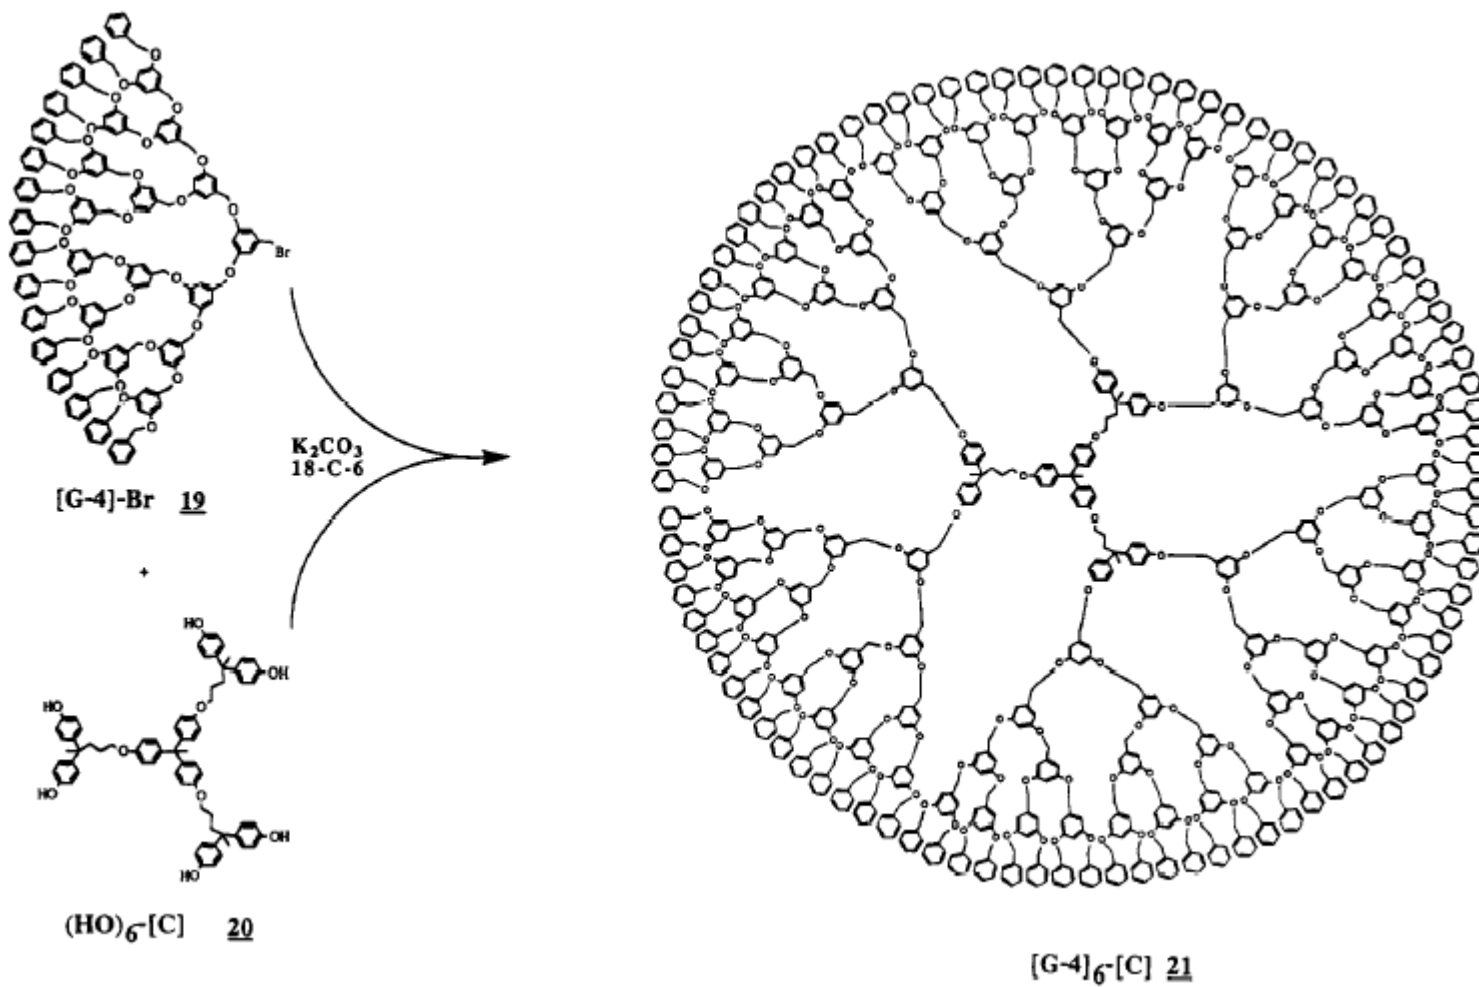 Br
K₂CO₃
18-C-6
[G-4]-Br 19
+
HO
OH
HO
HO
OH
HO
(HO)₆-[C] 20
[G-4]₆-[C] 21